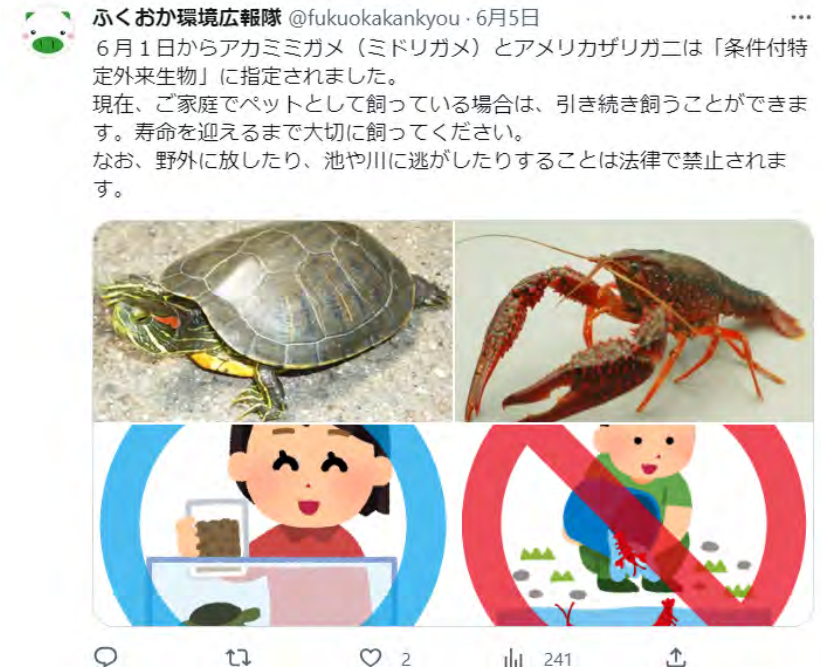 ふくおか環境広報隊 @fukuokakankyou · 6月5日
６月１日からアカミミガメ（ミドリガメ）とアメリカザリガニは「条件付特
定外来生物」に指定されました。
現在、ご家庭でペットとして飼っている場合は、引き続き飼うことができま
す。寿命を迎えるまで大切に飼ってください。
なお、野外に放したり、池や川に逃がしたりすることは法律で禁止されま
す。
2 241